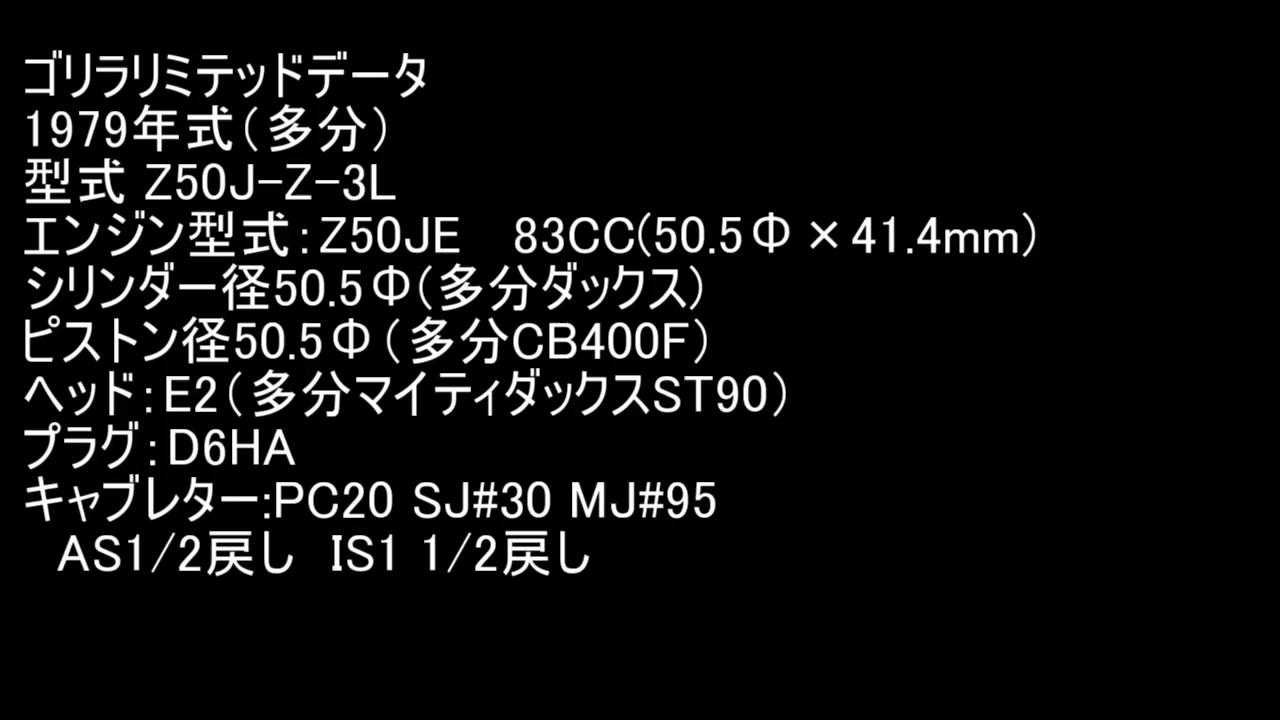 ゴリラリミテッドデータ
1979年式（多分）
型式 Z50J-Z-3L
エンジン型式：Z50JE　83CC(50.5Φ×41.4mm)
シリンダー径50.5Φ（多分ダックス）
ピストン径50.5Φ（多分CB400F）
ヘッド：E2（多分マイティダックスST90）
プラグ：D6HA
キャブレター:PC20 SJ#30 MJ#95
　AS1/2戻し　IS1 1/2戻し